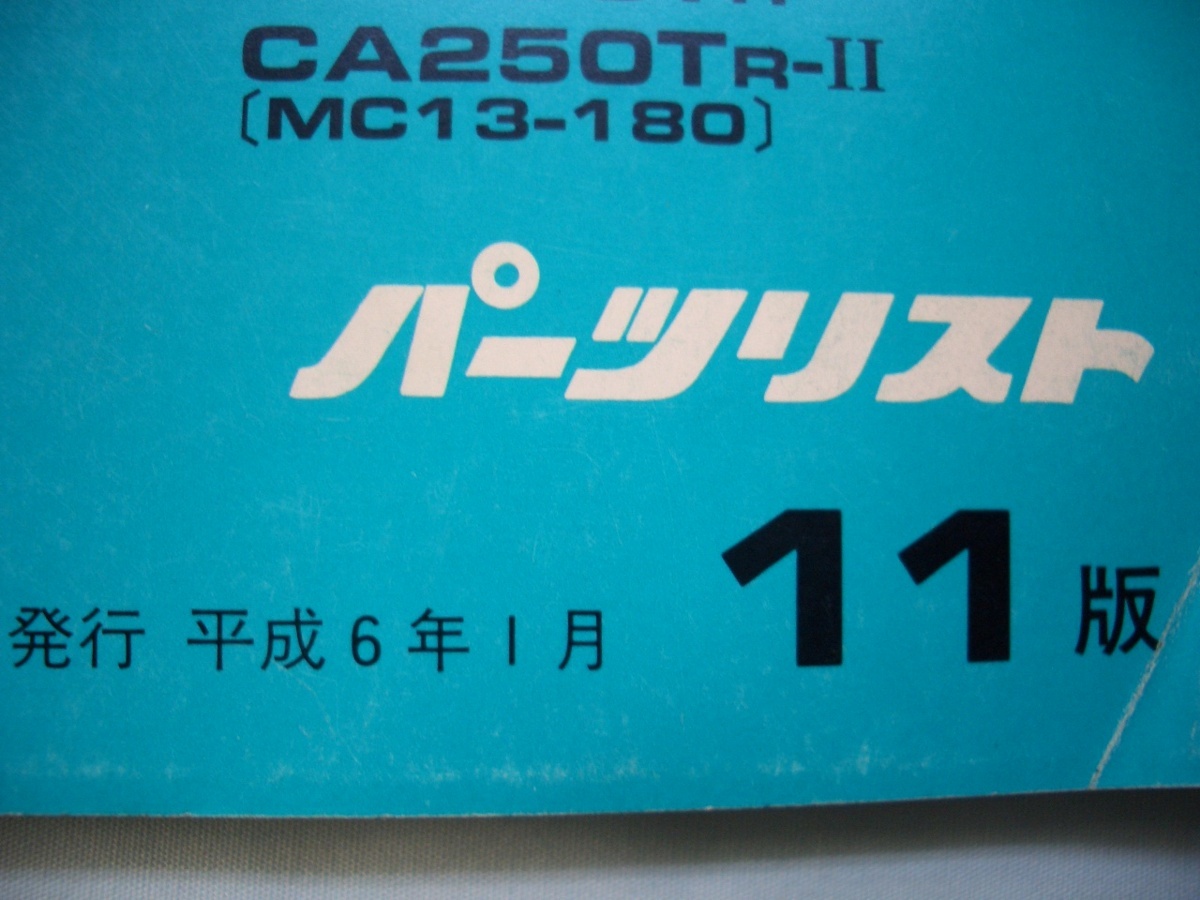 CA250TR-II
〔MC13-180〕
パーツリスト
発行 平成6年1月 11版